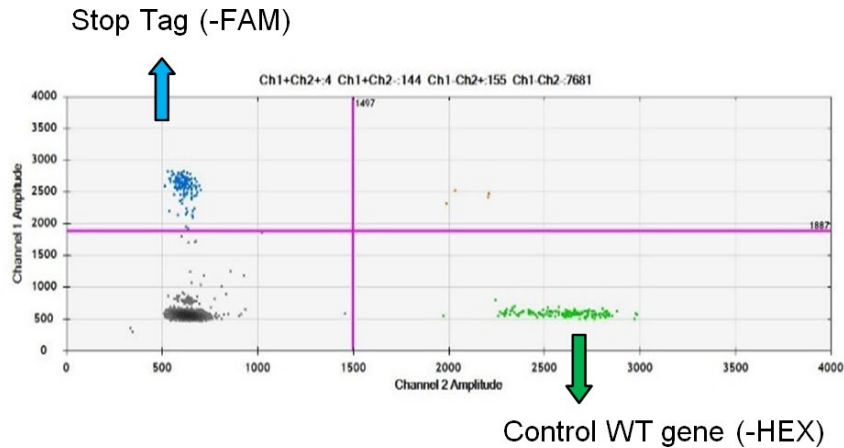 Stop Tag (-FAM)
Ch1+Ch2+:4 Ch1+Ch2-:144 Ch1-Ch2+:155 Ch1-Ch2-:7681
4000
1497
3500
3000
2500
2000
1887
1500
1000
500
0
Channel 1 Amplitude
0 500 1000 1500 2000 2500 3000 3500 4000
Channel 2 Amplitude
Control WT gene (-HEX)